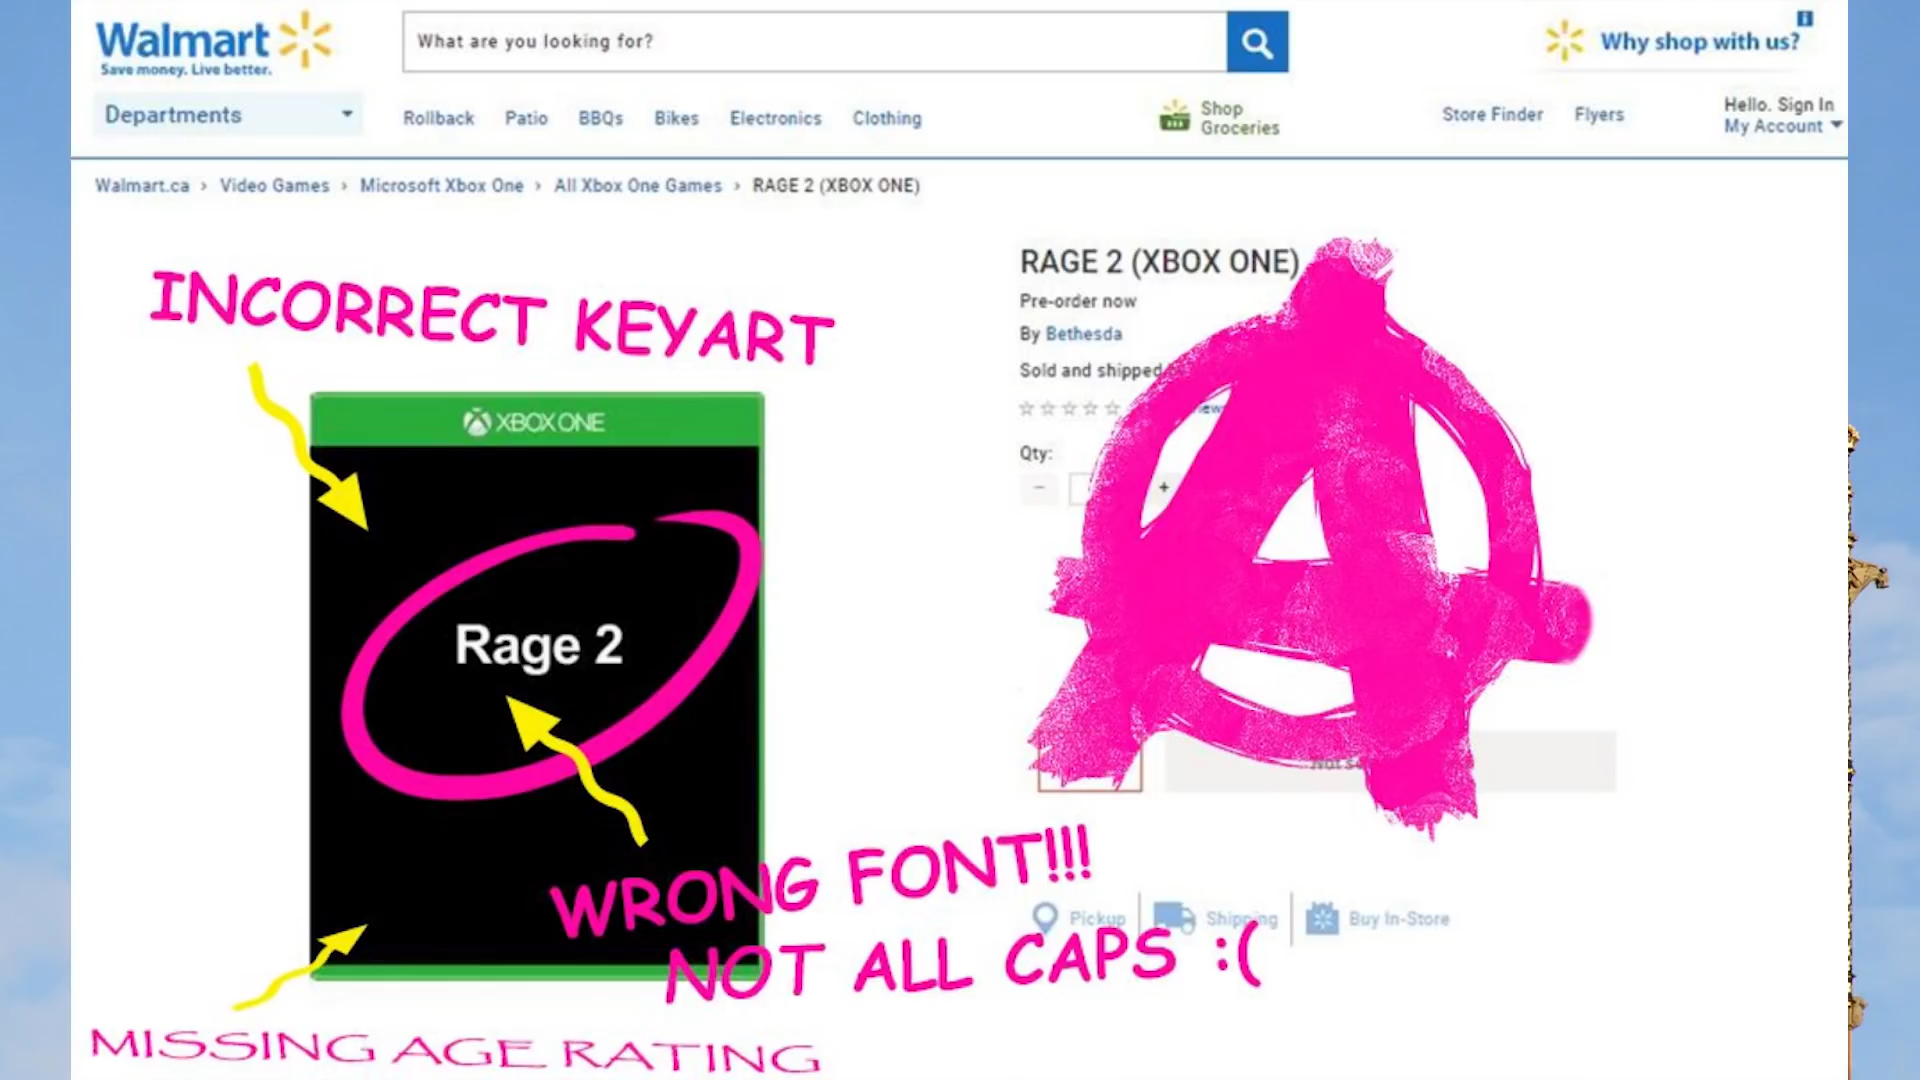 Walmart
Save money. Live better.
What are you looking for?
Why shop with us?
Departments
Rollback
Patio
BBQs
Bikes
Electronics
Clothing
Shop
Groceries
Store Finder
Flyers
Hello. Sign In
My Account
Walmart.ca › Video Games › Microsoft Xbox One › All Xbox One Games › RAGE 2 (XBOX ONE)
INCORRECT KEYART
XBOX ONE
Rage 2
WRONG FONT!!!
NOT ALL CAPS :(
MISSING AGE RATING
RAGE 2 (XBOX ONE)
Pre-order now
By Bethesda
Sold and shipped
Qty:
Pickup
Shipping
Buy In-Store